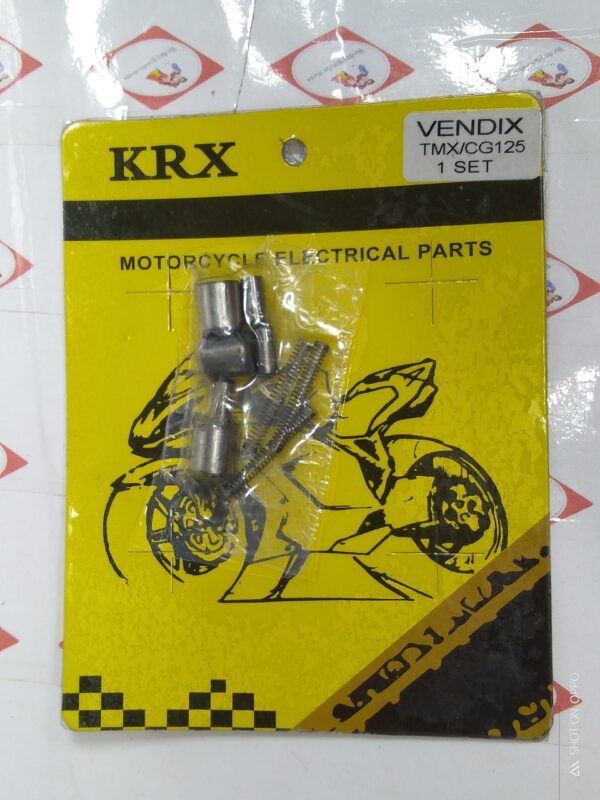 KRX
VENDIX
TMX/CG125
1 SET
MOTORCYCLE ELECTRICAL PARTS
SHOT ON OPPO